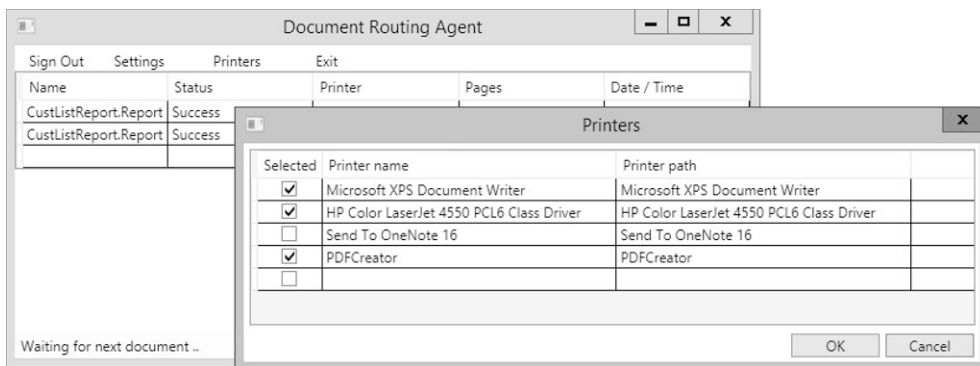 Document Routing Agent
Sign Out Settings Printers Exit
Name Status Printer Pages Date / Time
CustListReport.Report Success
CustListReport.Report Success
Printers
Selected Printer name Printer path
Microsoft XPS Document Writer Microsoft XPS Document Writer
HP Color LaserJet 4550 PCL6 Class Driver HP Color LaserJet 4550 PCL6 Class Driver
Send To OneNote 16 Send To OneNote 16
PDFCreator PDFCreator
Waiting for next document ..
OK Cancel